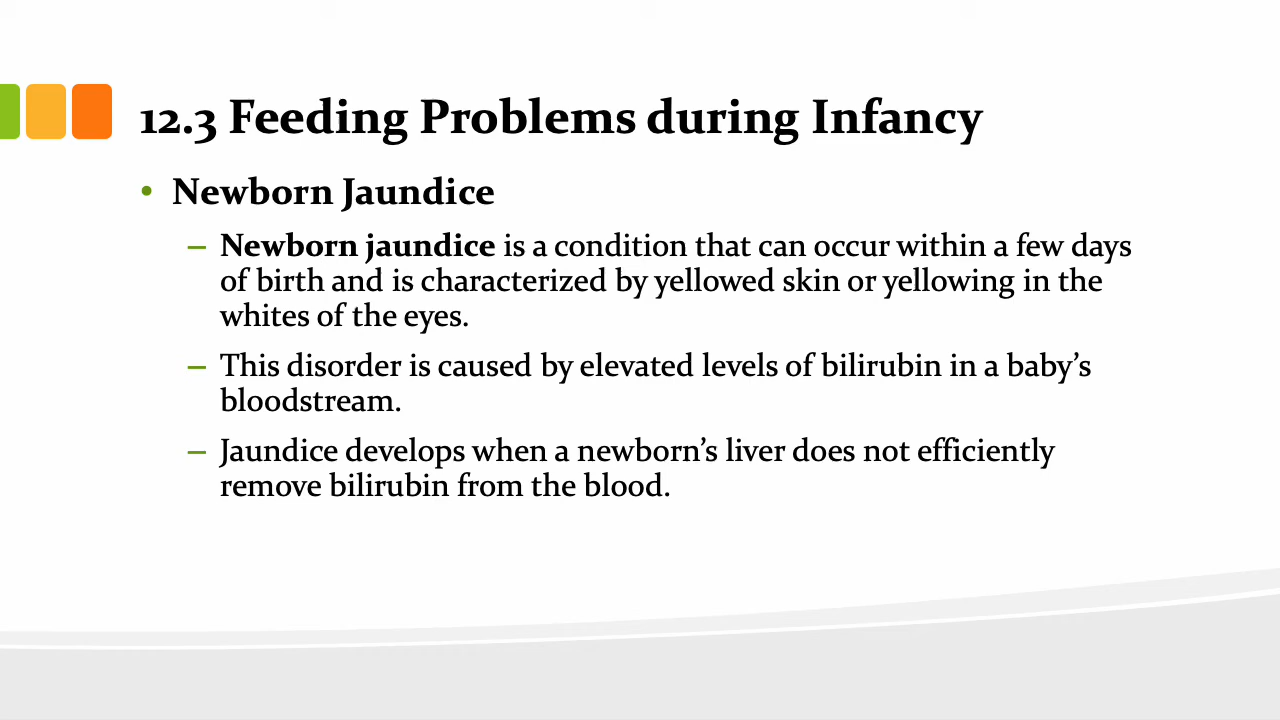 12.3 Feeding Problems during Infancy
• Newborn Jaundice
– Newborn jaundice is a condition that can occur within a few days
of birth and is characterized by yellowed skin or yellowing in the
whites of the eyes.
– This disorder is caused by elevated levels of bilirubin in a baby’s
bloodstream.
– Jaundice develops when a newborn’s liver does not efficiently
remove bilirubin from the blood.